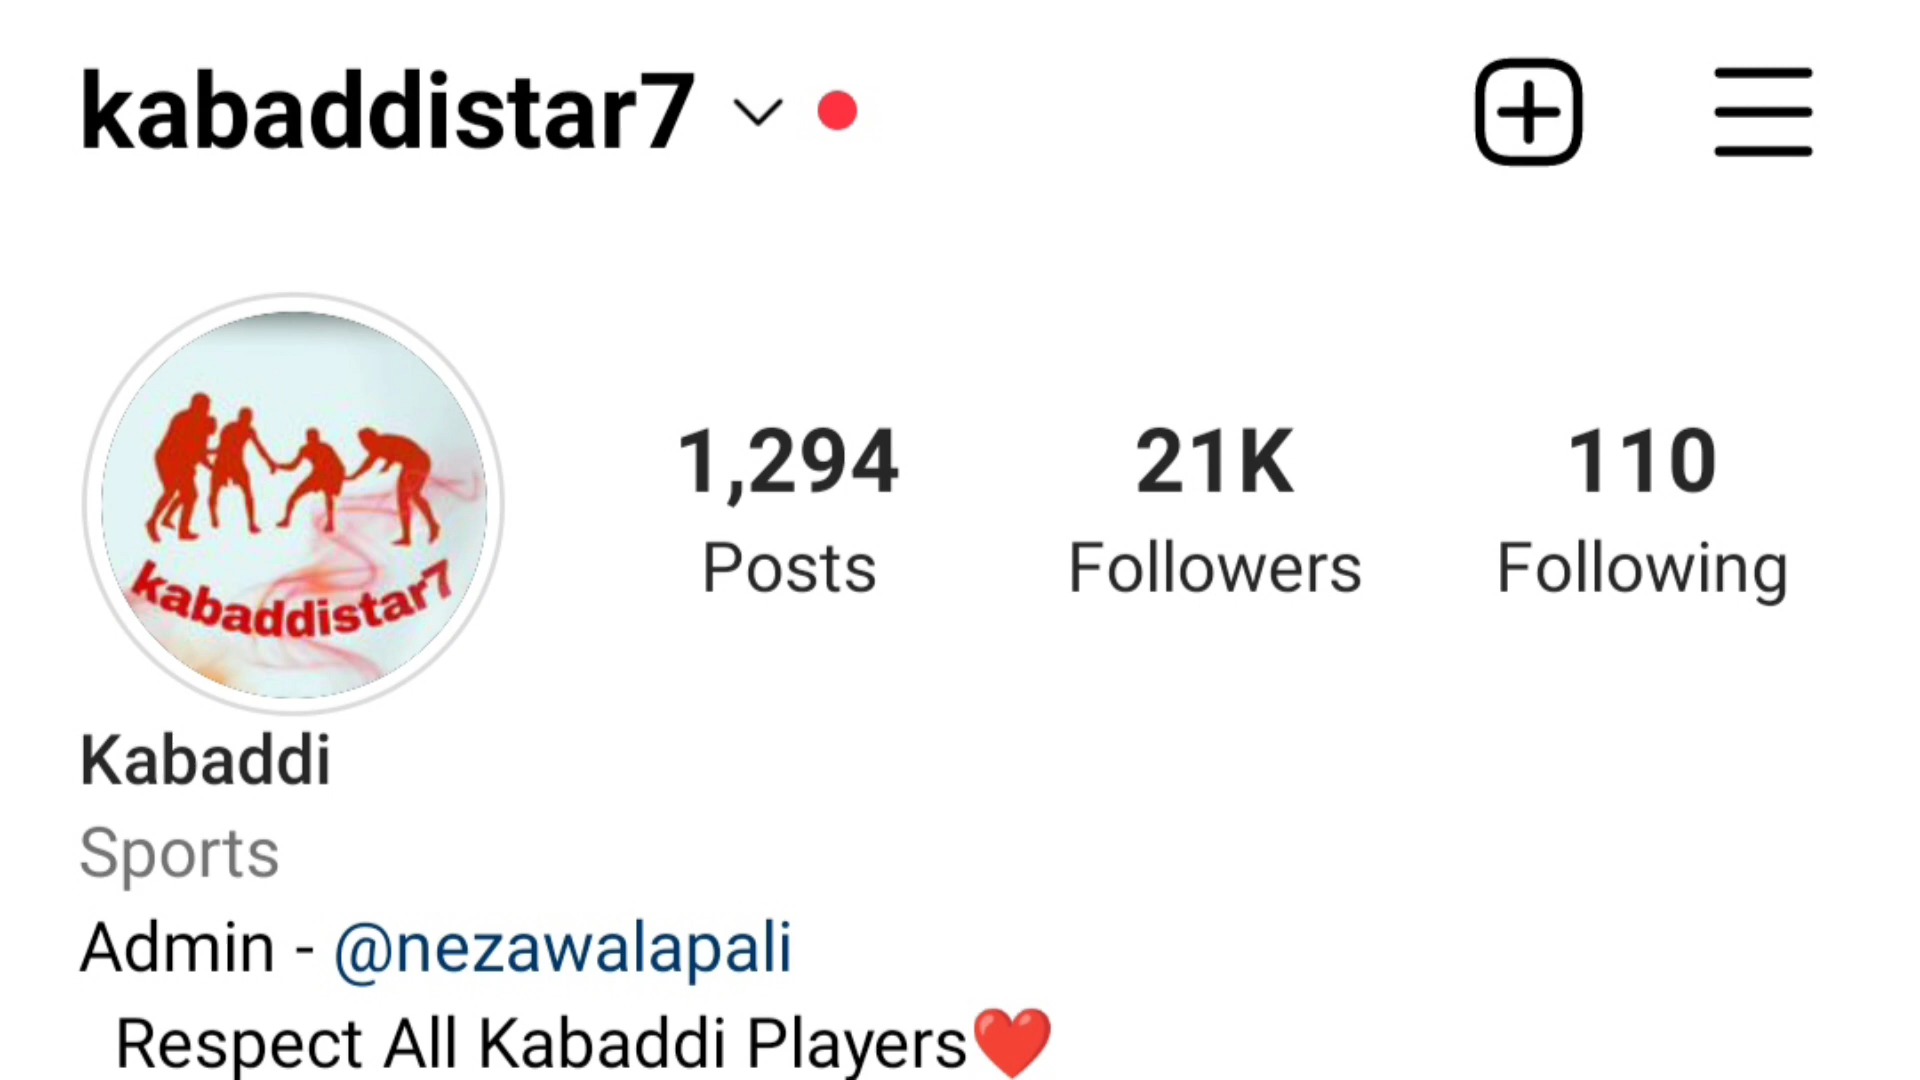 kabaddistar7
kabaddistar7
1,294 21K 110
Posts Followers Following
Kabaddi
Sports
Admin - @nezawalapali
Respect All Kabaddi Players❤️